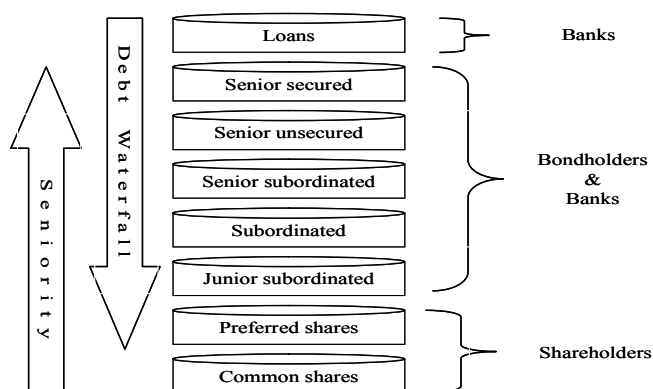 Seniority
Debt Waterfall
Loans
Senior secured
Senior unsecured
Senior subordinated
Subordinated
Junior subordinated
Preferred shares
Common shares
Banks
Bondholders
&
Banks
Shareholders